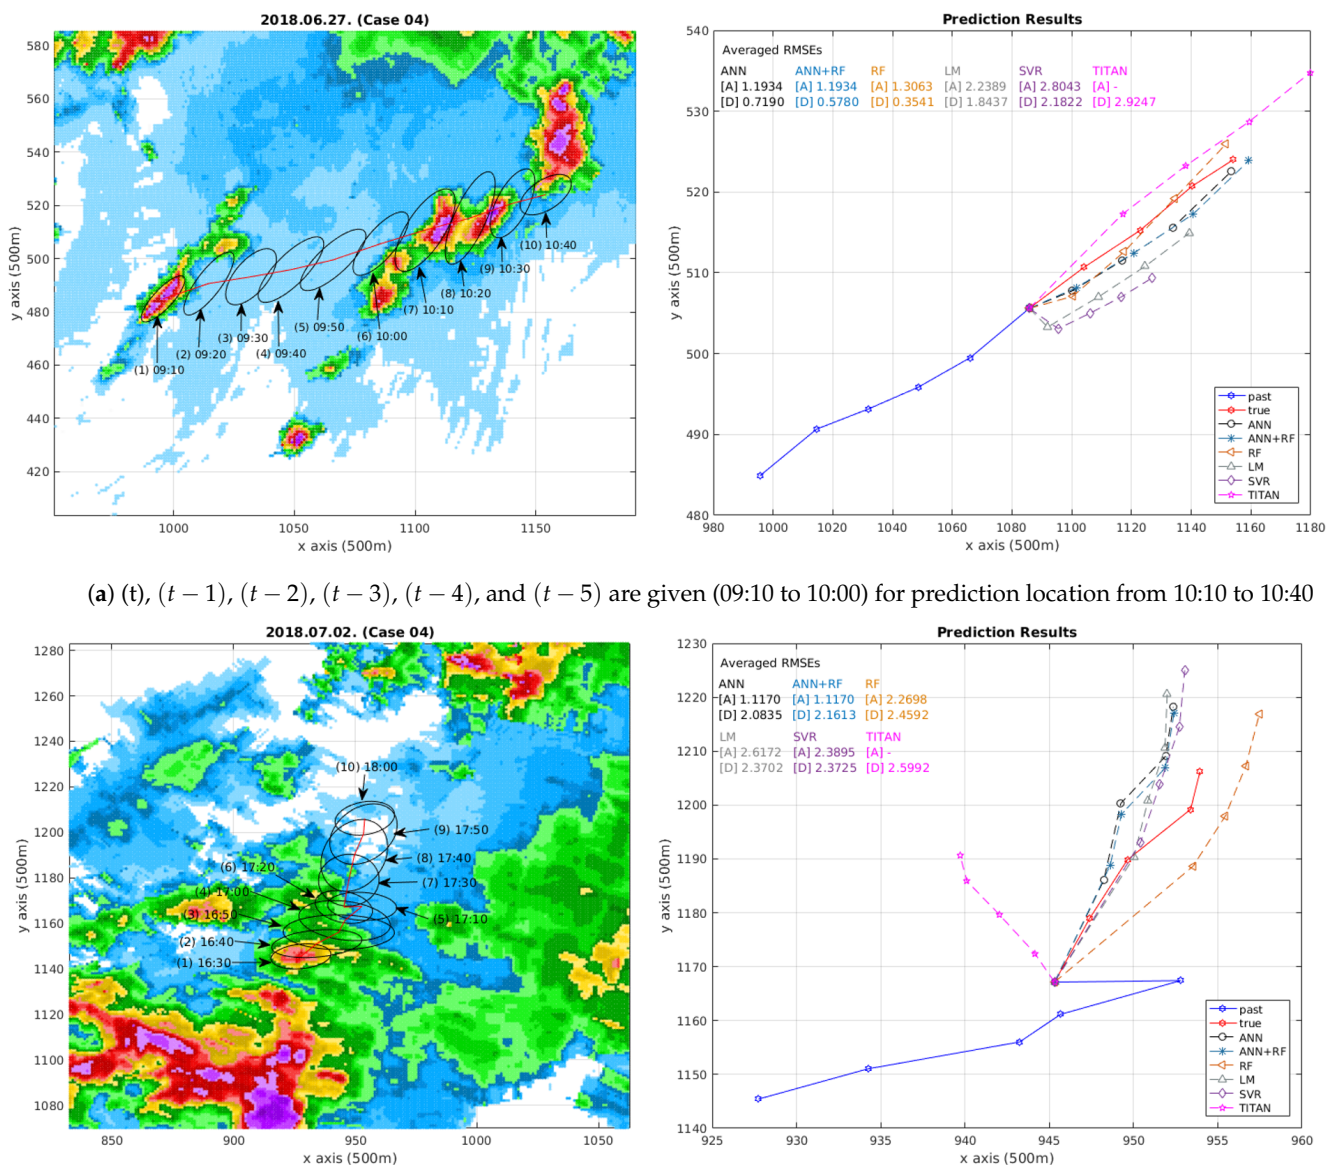 2018.06.27. (Case 04)
580
560
540
520
500
480
460
440
420
y axis (500m)
1000
1050
1100
1150
x axis (500m)
(1) 09:10
(2) 09:20
(3) 09:30
(4) 09:40
(5) 09:50
(6) 10:00
(7) 10:10
(8) 10:20
(9) 10:30
(10) 10:40
Prediction Results
Averaged RMSEs
ANN ANN+RF RF LM SVR TITAN
[A] 1.1934 [A] 1.1934 [A] 1.3063 [A] 2.2389 [A] 2.8043 [A] -
[D] 0.7190 [D] 0.5780 [D] 0.3541 [D] 1.8437 [D] 2.1822 [D] 2.9247
540
530
520
510
500
490
480
y axis (500m)
980 1000 1020 1040 1060 1080 1100 1120 1140 1160 1180
x axis (500m)
past
true
ANN
ANN+RF
RF
LM
SVR
TITAN
(a) (t), (t − 1), (t − 2), (t − 3), (t − 4), and (t − 5) are given (09:10 to 10:00) for prediction location from 10:10 to 10:40
2018.07.02. (Case 04)
1280
1260
1240
1220
1200
1180
1160
1140
1120
1100
1080
y axis (500m)
850
900
950
1000
1050
x axis (500m)
(10) 18:00
(9) 17:50
(8) 17:40
(7) 17:30
(6) 17:20
(5) 17:10
(4) 17:00
(3) 16:50
(2) 16:40
(1) 16:30
Prediction Results
Averaged RMSEs
ANN ANN+RF RF
[A] 1.1170 [A] 1.1170 [A] 2.2698
[D] 2.0835 [D] 2.1613 [D] 2.4592
LM SVR TITAN
[A] 2.6172 [A] 2.3895 [A] -
[D] 2.3702 [D] 2.3725 [D] 2.5992
1230
1220
1210
1200
1190
1180
1170
1160
1150
1140
y axis (500m)
925 930 935 940 945 950 955 960
x axis (500m)
past
true
ANN
ANN+RF
RF
LM
SVR
TITAN